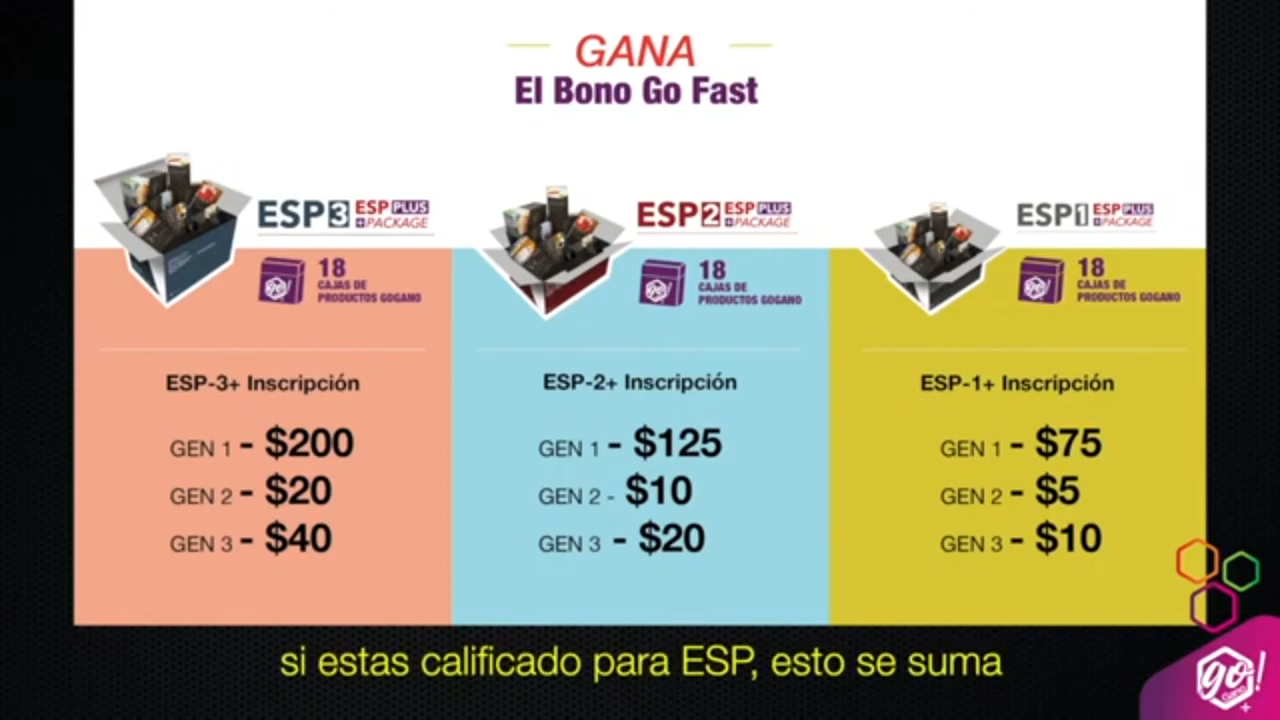 GANA
El Bono Go Fast
ESP3 ESP PLUS
+PACKAGE
18
CAJAS DE
PRODUCTOS GOGANO
ESP-3+ Inscripción
GEN 1 - $200
GEN 2 - $20
GEN 3 - $40
ESP2 ESP PLUS
+PACKAGE
18
CAJAS DE
PRODUCTOS GOGANO
ESP-2+ Inscripción
GEN 1 - $125
GEN 2 - $10
GEN 3 - $20
ESP1 ESP PLUS
+PACKAGE
18
CAJAS DE
PRODUCTOS GOGANO
ESP-1+ Inscripción
GEN 1 - $75
GEN 2 - $5
GEN 3 - $10
si estas calificado para ESP, esto se suma
go!